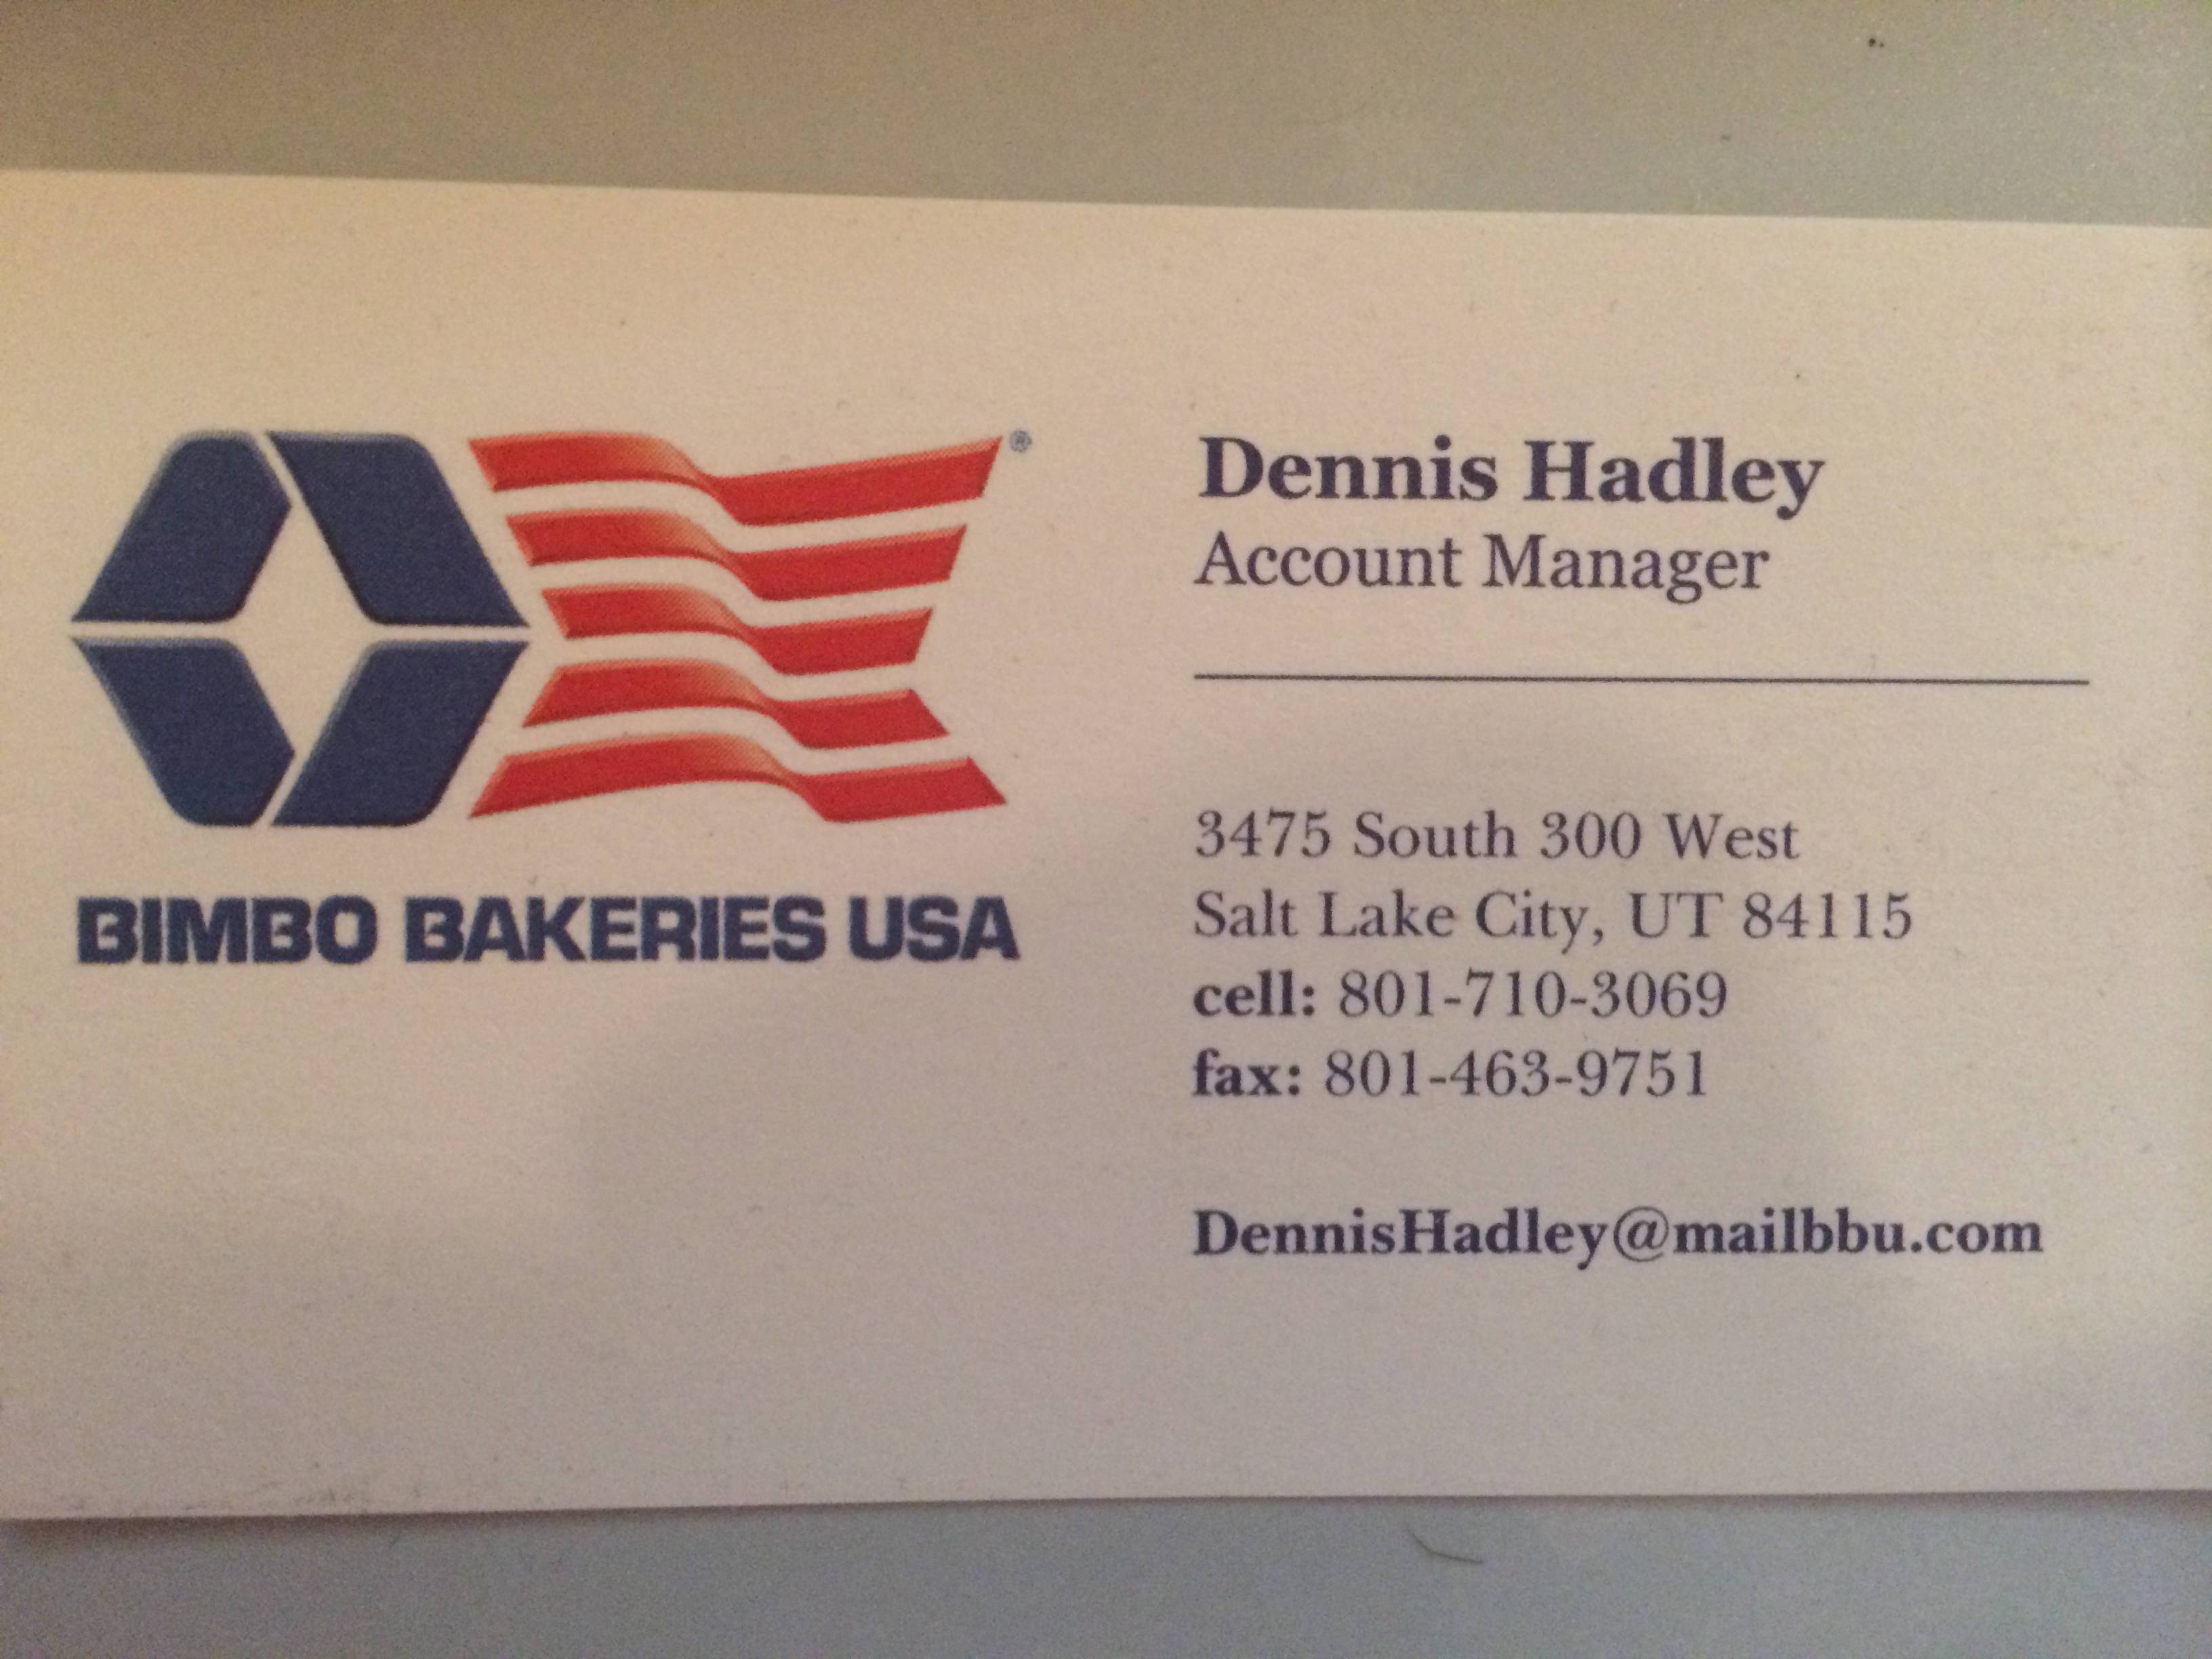 BIMBO BAKERIES USA
Dennis Hadley
Account Manager
3475 South 300 West
Salt Lake City, UT 84115
cell: 801-710-3069
fax: 801-463-9751
DennisHadley@mailbbu.com